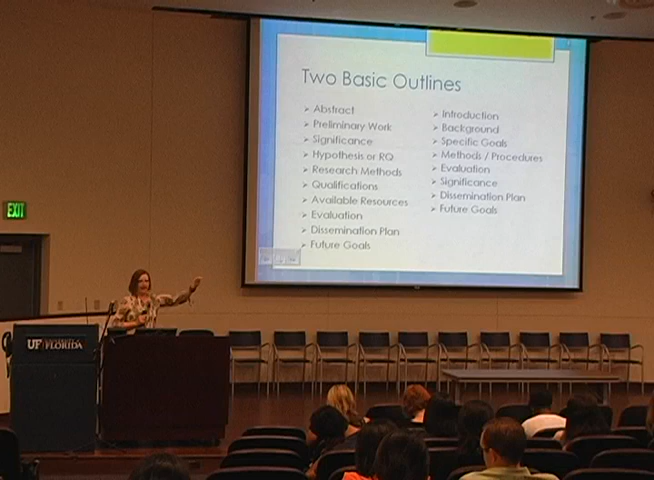 Two Basic Outlines
Abstract
Preliminary Work
Significance
Hypothesis or RQ
Research Methods
Qualifications
Available Resources
Evaluation
Dissemination Plan
Future Goals
Introduction
Background
Specific Goals
Methods / Procedures
Evaluation
Significance
Dissemination Plan
Future Goals
EXIT
UF
FLORIDA